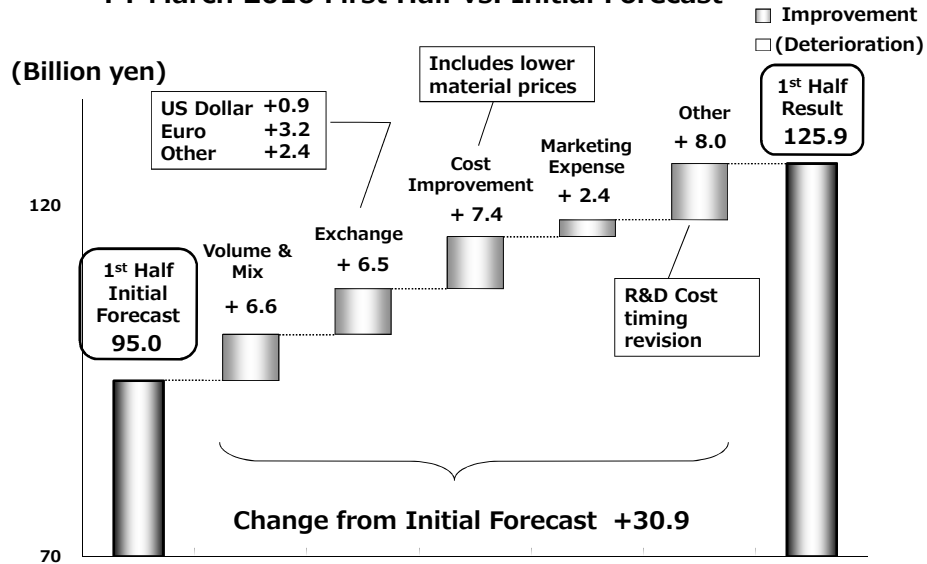 Improvement
(Deterioration)
(Billion yen)
US Dollar +0.9
Euro +3.2
Other +2.4
Includes lower
material prices
1st Half
Result
125.9
Other
+ 8.0
Marketing
Expense
+ 2.4
Cost
Improvement
+ 7.4
120
Exchange
+ 6.5
Volume &
Mix
+ 6.6
1st Half
Initial
Forecast
95.0
R&D Cost
timing
revision
Change from Initial Forecast +30.9
70